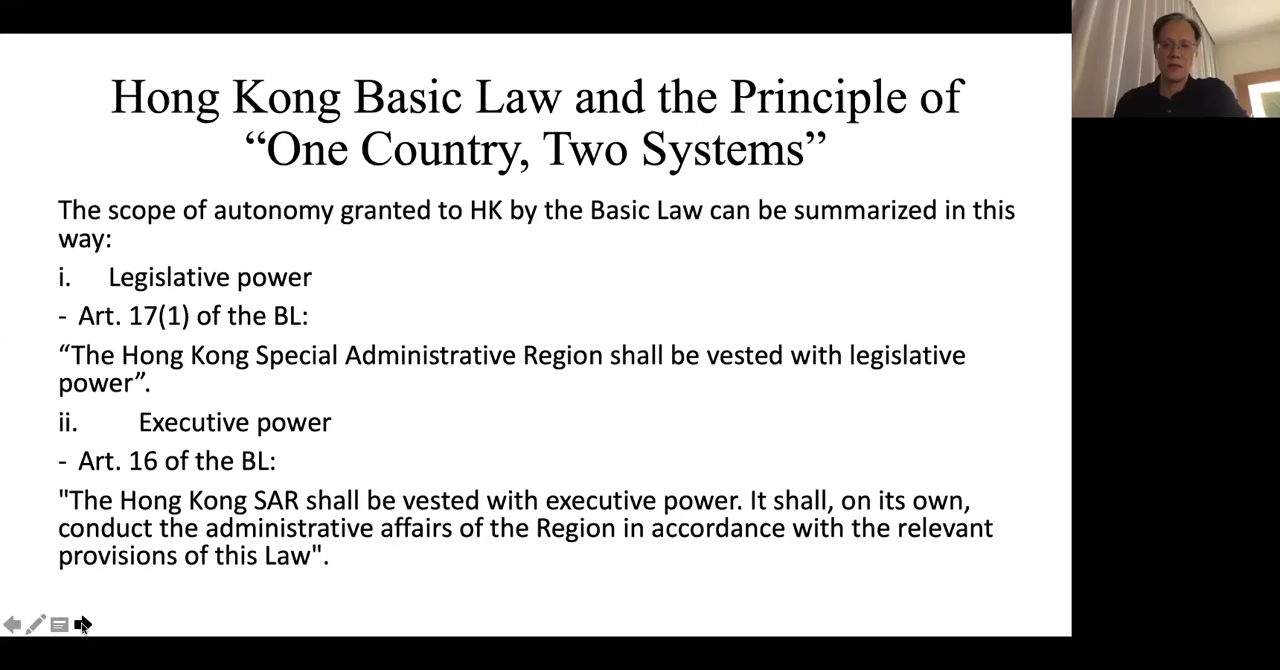 Hong Kong Basic Law and the Principle of
“One Country, Two Systems”
The scope of autonomy granted to HK by the Basic Law can be summarized in this
way:
i. Legislative power
- Art. 17(1) of the BL:
“The Hong Kong Special Administrative Region shall be vested with legislative
power”.
ii. Executive power
- Art. 16 of the BL:
"The Hong Kong SAR shall be vested with executive power. It shall, on its own,
conduct the administrative affairs of the Region in accordance with the relevant
provisions of this Law".